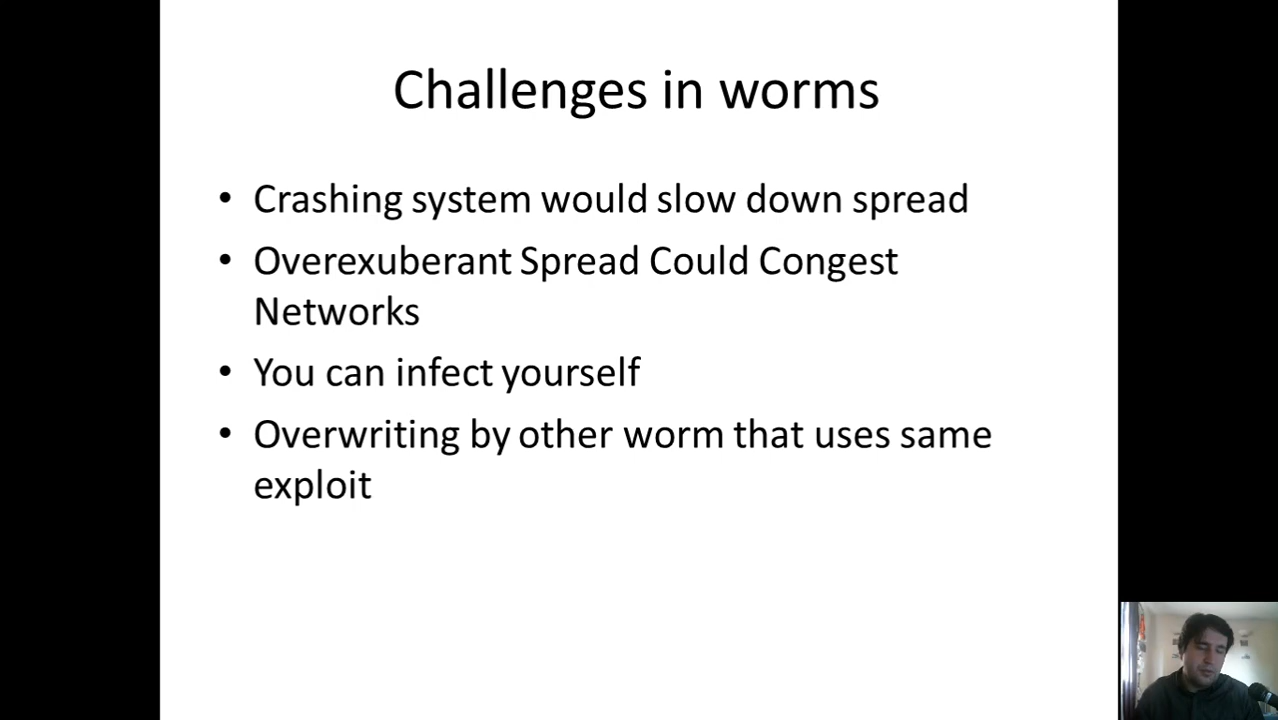 Challenges in worms
• Crashing system would slow down spread
• Overexuberant Spread Could Congest
Networks
• You can infect yourself
• Overwriting by other worm that uses same
exploit